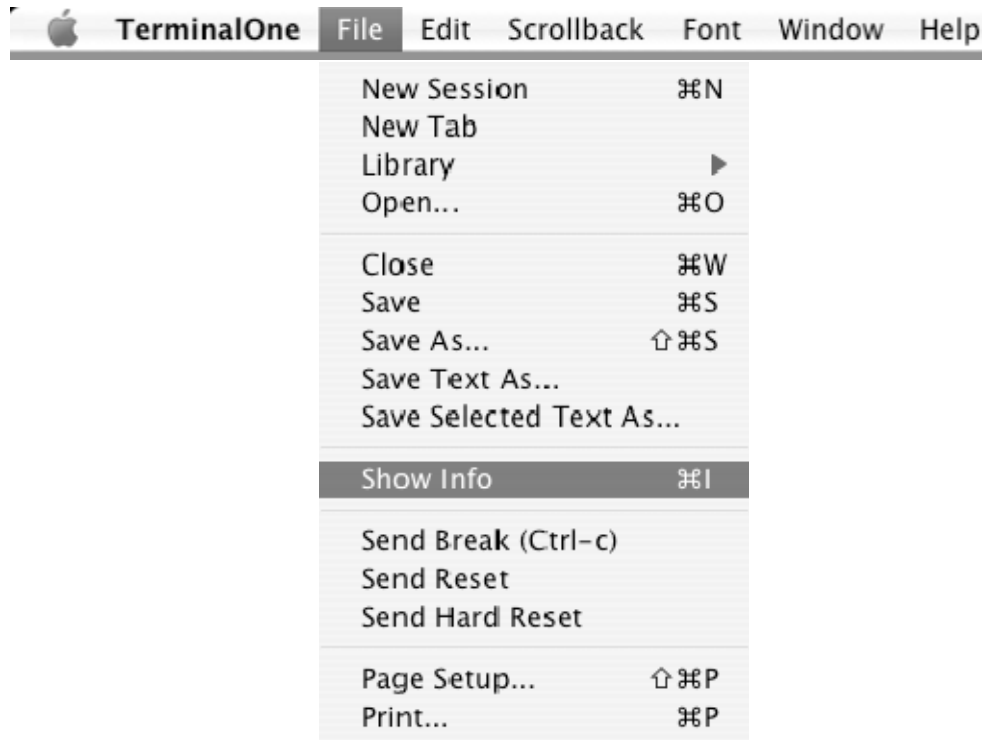 TerminalOne File Edit Scrollback Font Window Help
New Session ⌘N
New Tab
Library ▶
Open... ⌘O
Close ⌘W
Save ⌘S
Save As... ⇧⌘S
Save Text As...
Save Selected Text As...
Show Info ⌘I
Send Break (Ctrl-c)
Send Reset
Send Hard Reset
Page Setup... ⇧⌘P
Print... ⌘P